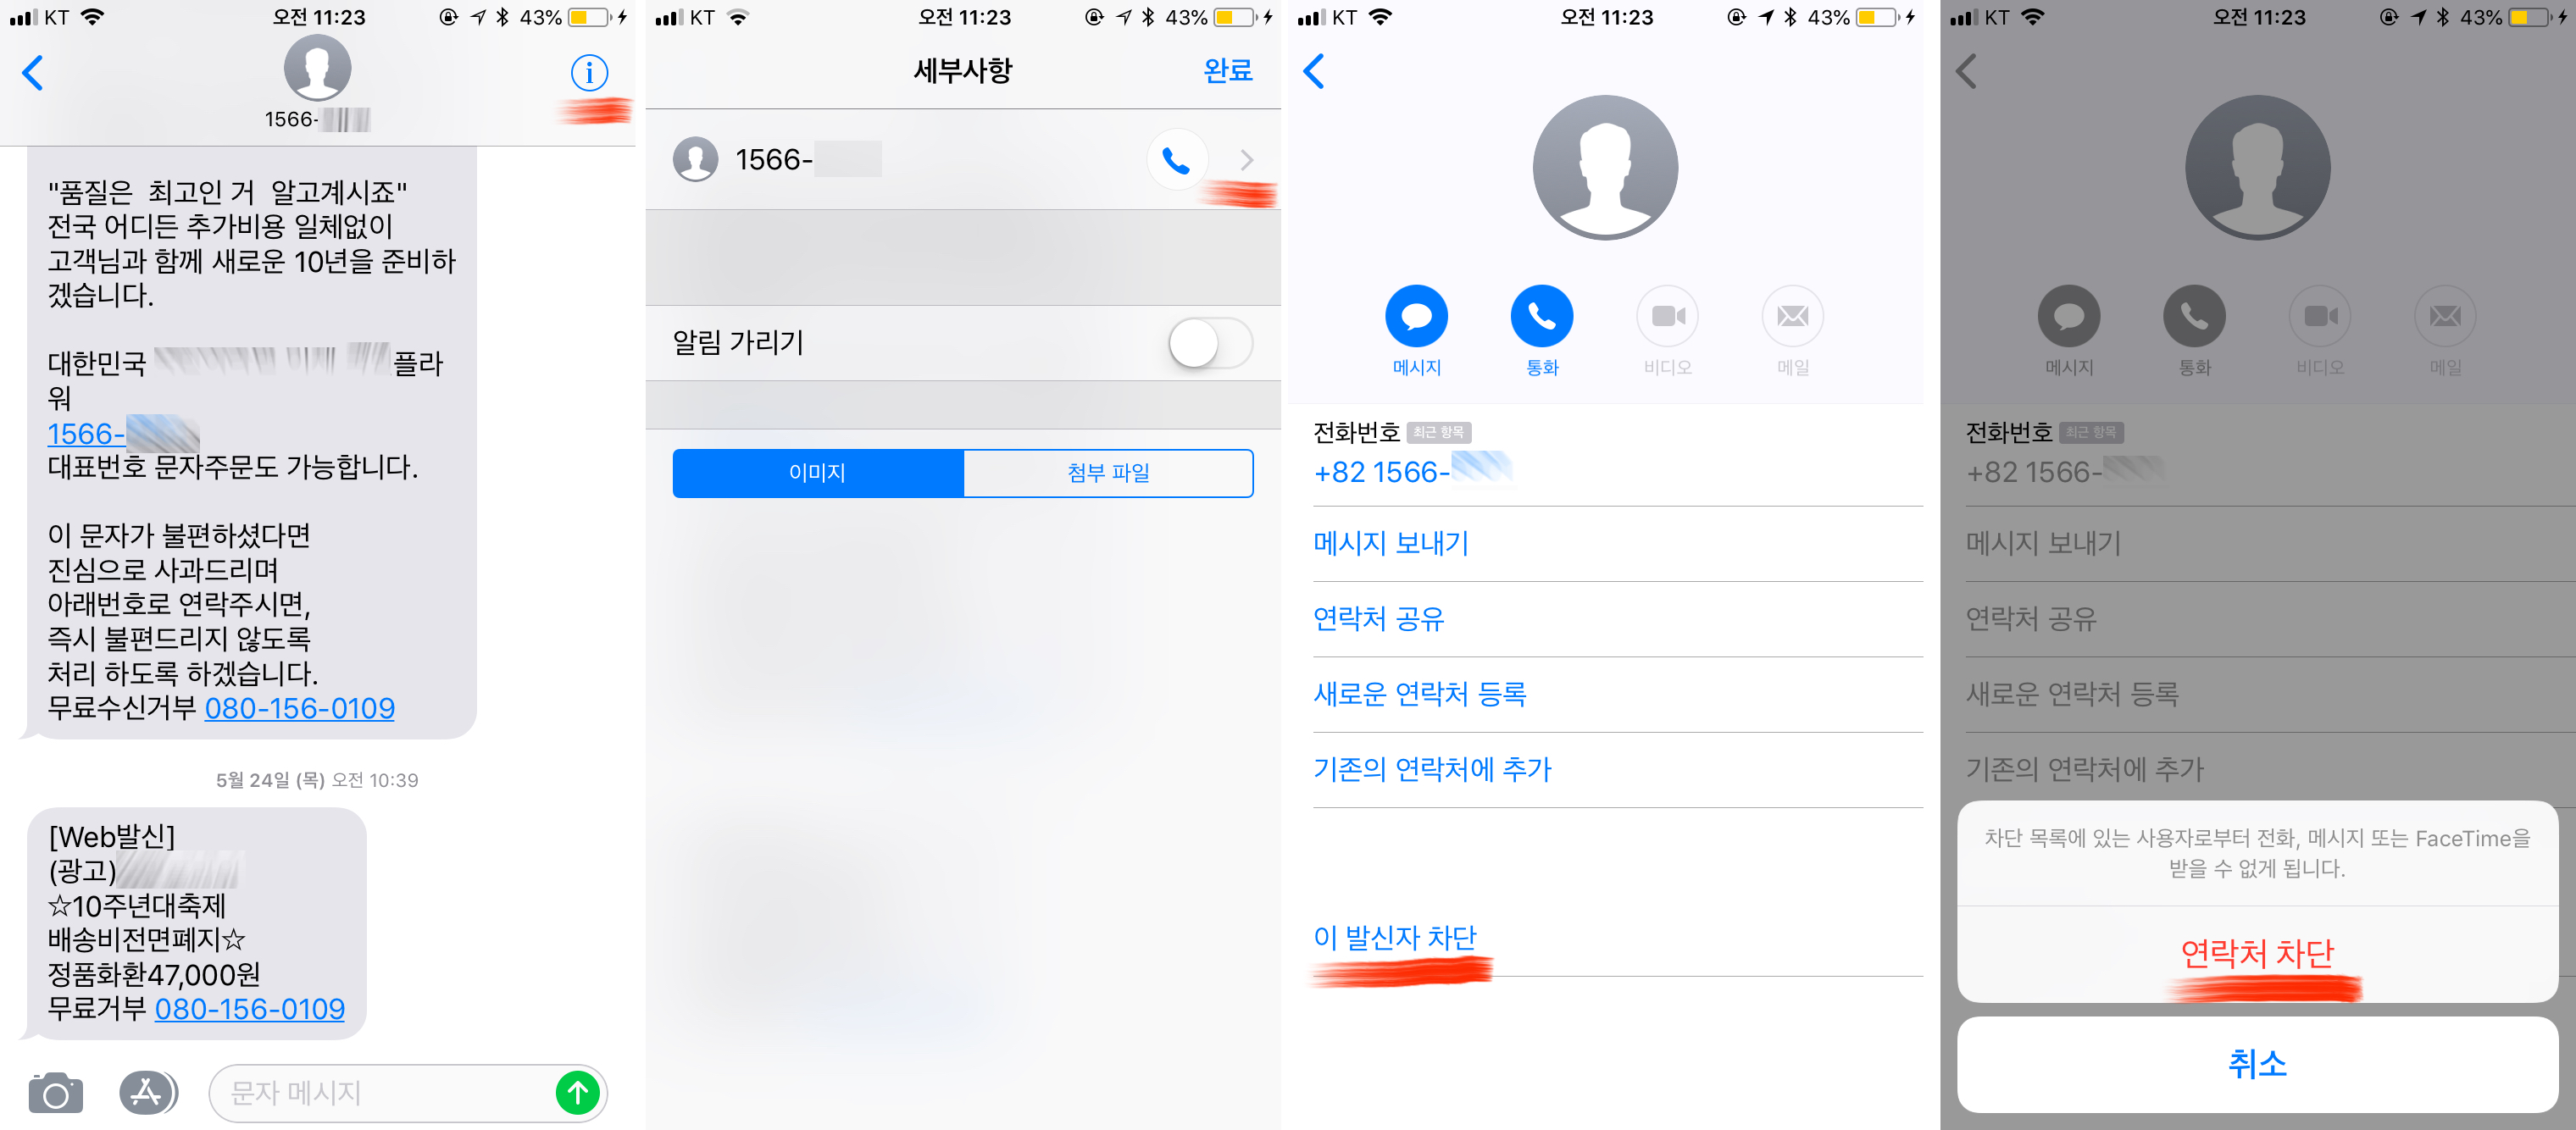 KT 오전 11:23 43%
1566-
"품질은 최고인 거 알고계시죠"
전국 어디든 추가비용 일체없이
고객님과 함께 새로운 10년을 준비하
겠습니다.
대한민국 플라
워
1566-
대표번호 문자주문도 가능합니다.
이 문자가 불편하셨다면
진심으로 사과드리며
아래번호로 연락주시면,
즉시 불편드리지 않도록
처리 하도록 하겠습니다.
무료수신거부 080-156-0109
5월 24일 (목) 오전 10:39
[Web발신]
(광고)
☆10주년대축제
배송비전면폐지☆
정품화환47,000원
무료거부 080-156-0109
문자 메시지
KT 오전 11:23 43%
세부사항 완료
1566-
알림 가리기
이미지 첨부 파일
KT 오전 11:23 43%
메시지 통화 비디오 메일
전화번호 최근 항목
+82 1566-
메시지 보내기
연락처 공유
새로운 연락처 등록
기존의 연락처에 추가
이 발신자 차단
KT 오전 11:23 43%
메시지 통화 비디오 메일
전화번호 최근 항목
+82 1566-
메시지 보내기
연락처 공유
새로운 연락처 등록
기존의 연락처에 추가
차단 목록에 있는 사용자로부터 전화, 메시지 또는 FaceTime을
받을 수 없게 됩니다.
연락처 차단
취소